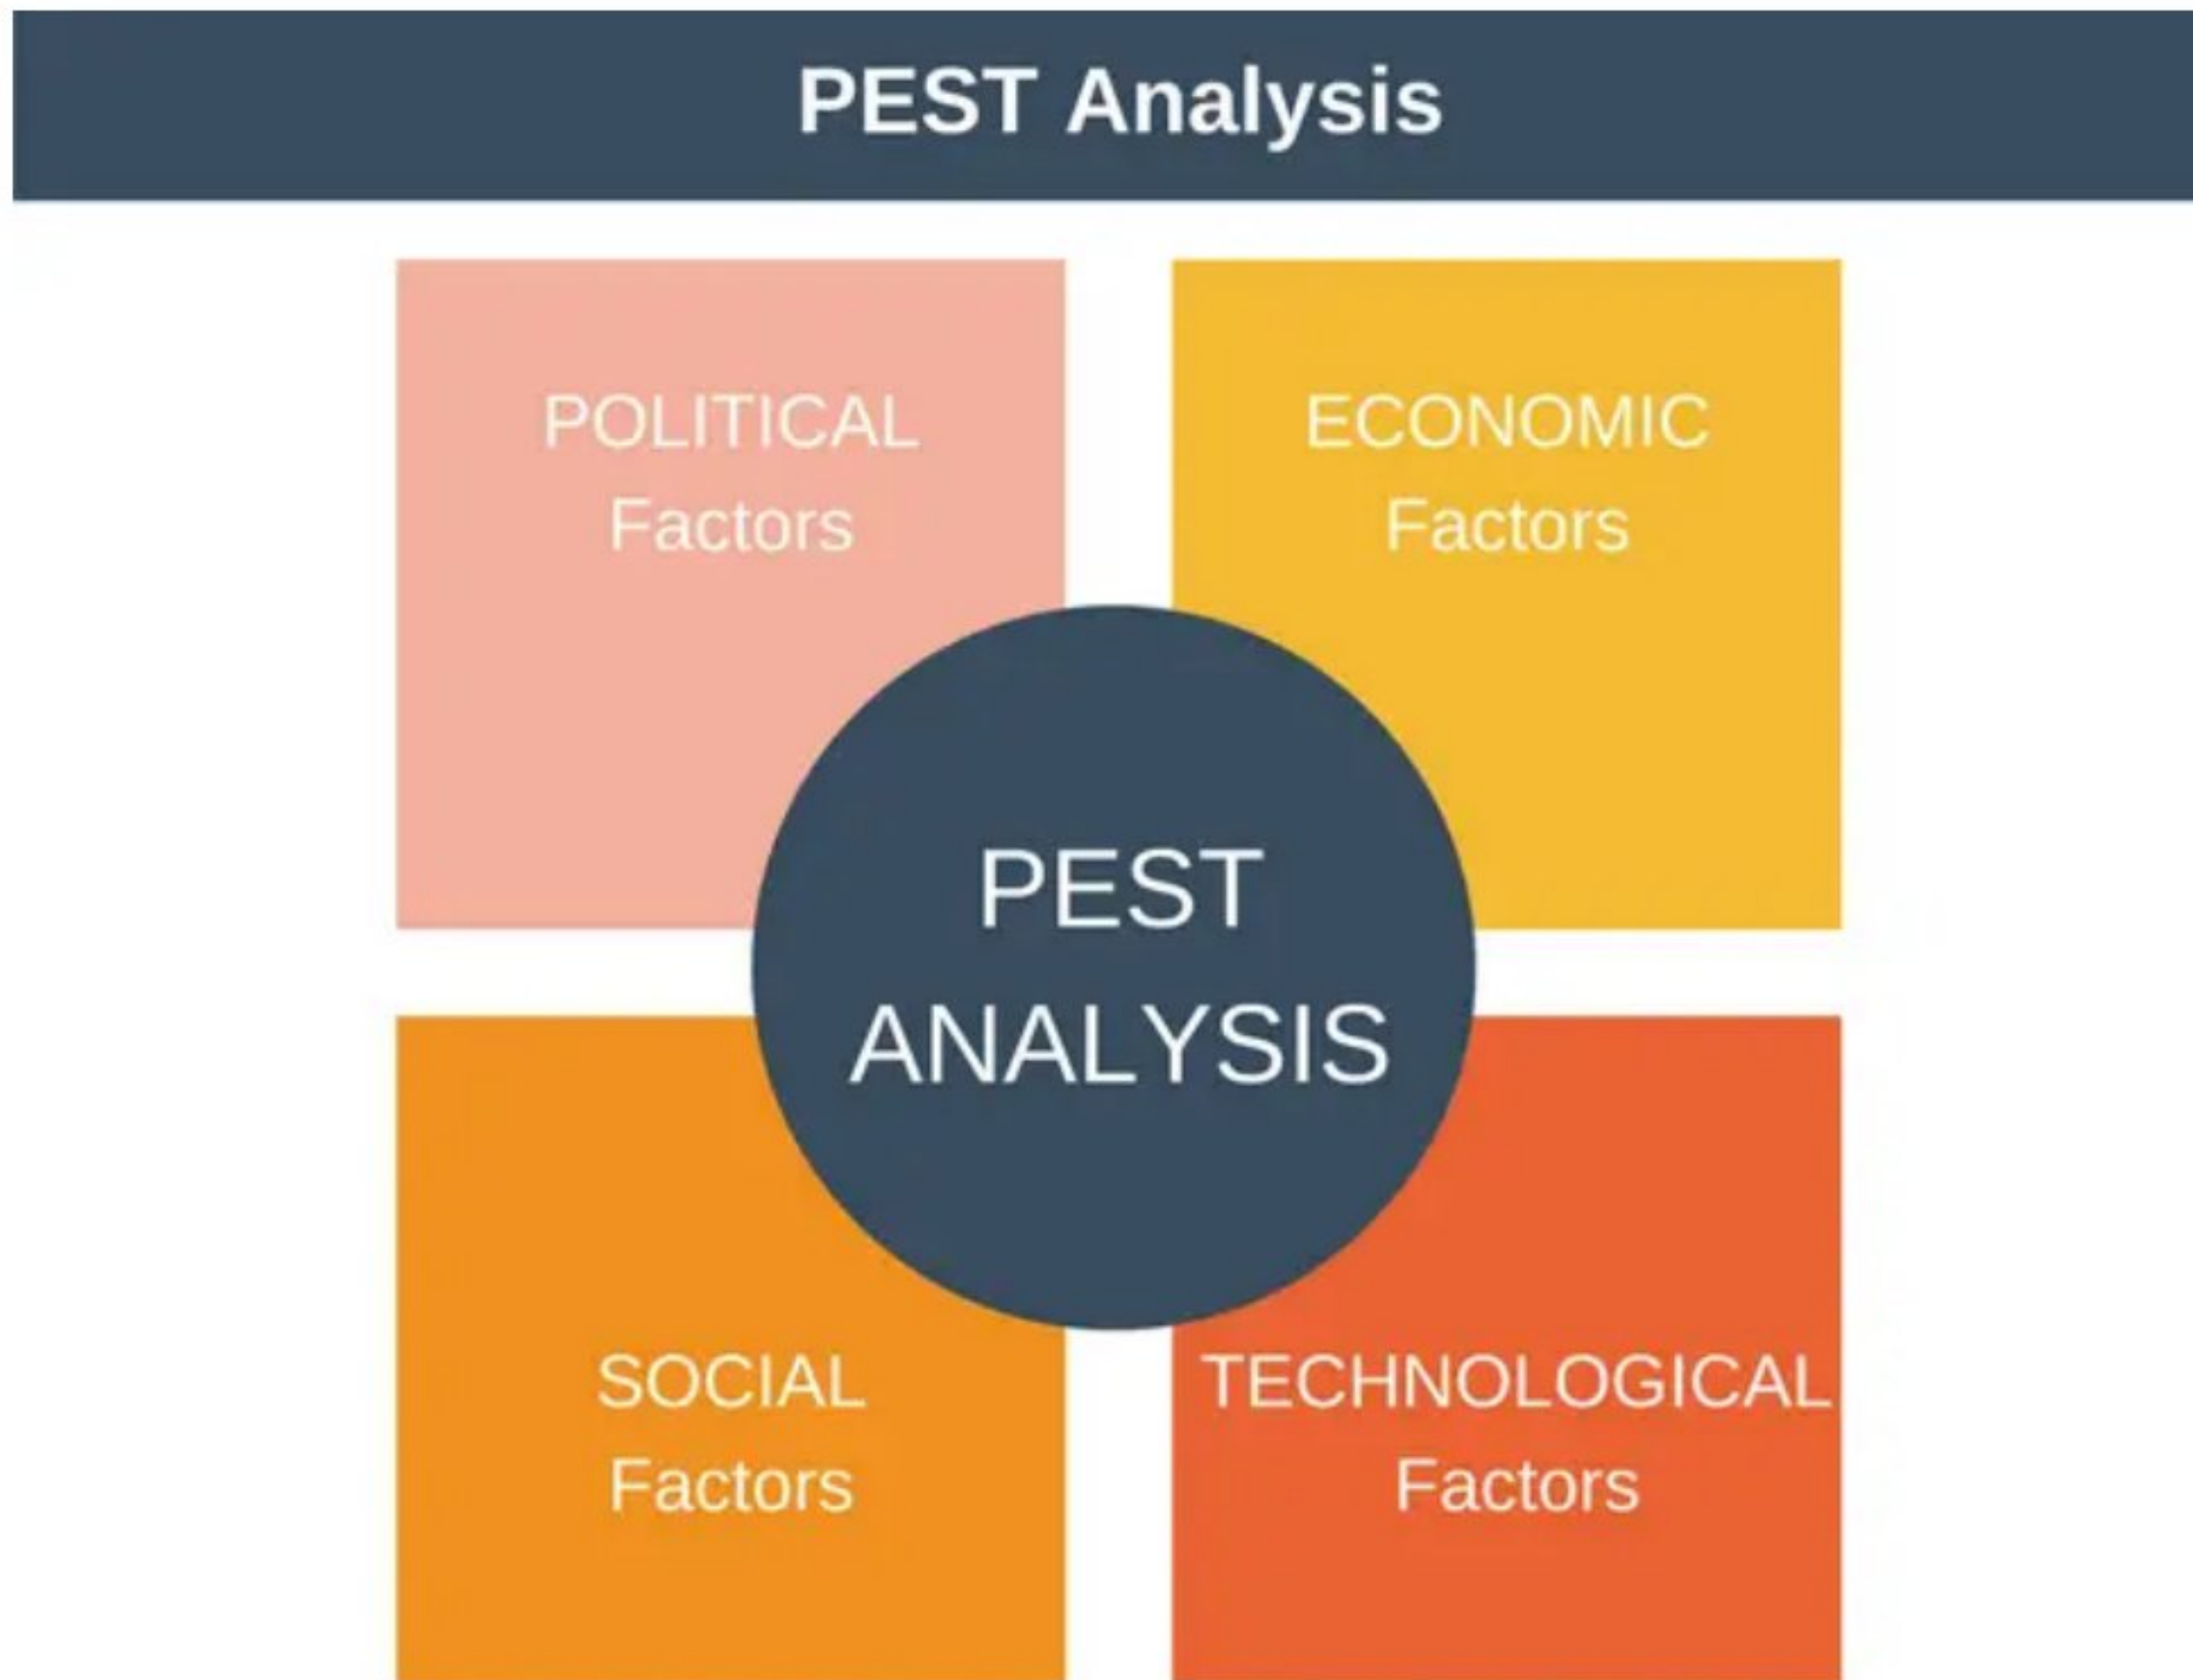 PEST Analysis
POLITICAL
Factors
ECONOMIC
Factors
PEST
ANALYSIS
SOCIAL
Factors
TECHNOLOGICAL
Factors